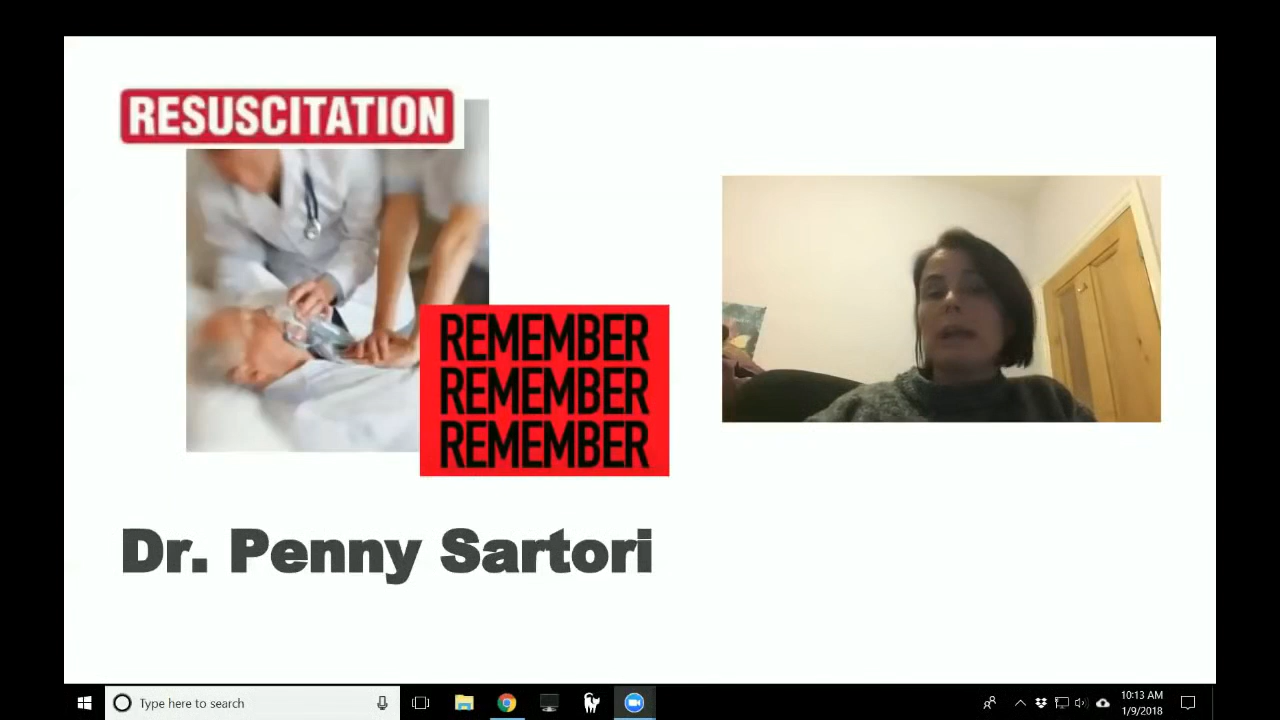 RESUSCITATION
REMEMBER
REMEMBER
REMEMBER
Dr. Penny Sartori
Type here to search
10:13 AM
1/9/2018